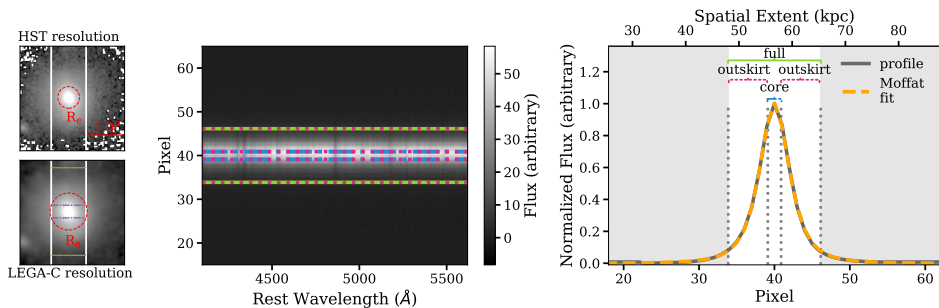 HST resolution
R_e
R_e
LEGA-C resolution
65
60
50
40
30
20
Pixel
4500
5000
5500
Rest Wavelength (Å)
50
40
30
20
10
0
Flux (arbitrary)
Spatial Extent (kpc)
30
40
50
60
70
80
full
outskirt
outskirt
core
profile
Moffat
fit
1.2
1.0
0.8
0.6
0.4
0.2
0.0
Normalized Flux (arbitrary)
20
30
40
50
60
Pixel